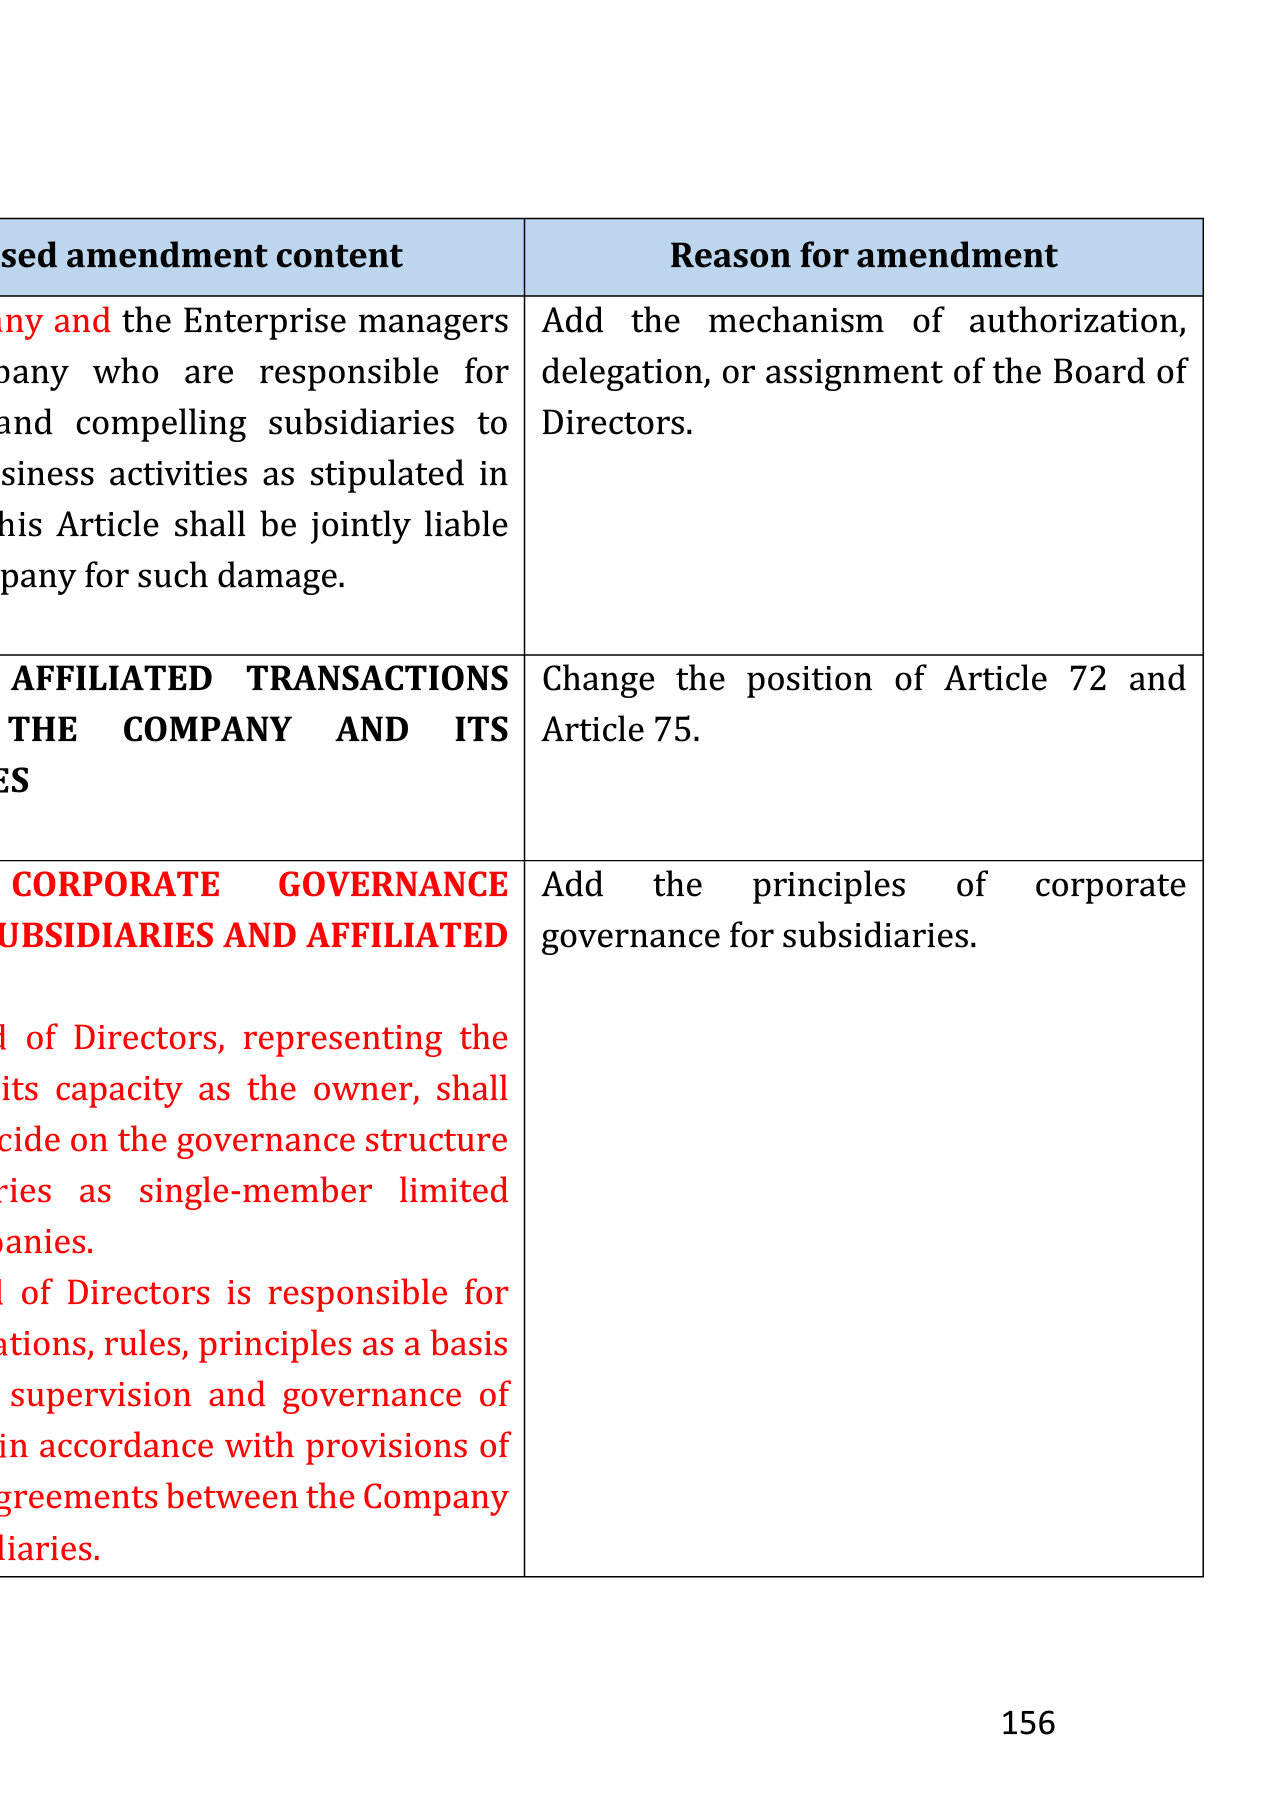 sed amendment content
Reason for amendment
any and the Enterprise managers
pany who are responsible for
and compelling subsidiaries to
siness activities as stipulated in
his Article shall be jointly liable
pany for such damage.
Add the mechanism of authorization,
delegation, or assignment of the Board of
Directors.
AFFILIATED TRANSACTIONS
THE COMPANY AND ITS
ES
Change the position of Article 72 and
Article 75.
CORPORATE GOVERNANCE
UBSIDIARIES AND AFFILIATED
d of Directors, representing the
its capacity as the owner, shall
cide on the governance structure
ries as single-member limited
panies.
d of Directors is responsible for
ations, rules, principles as a basis
supervision and governance of
in accordance with provisions of
greements between the Company
liaries.
Add the principles of corporate
governance for subsidiaries.
156